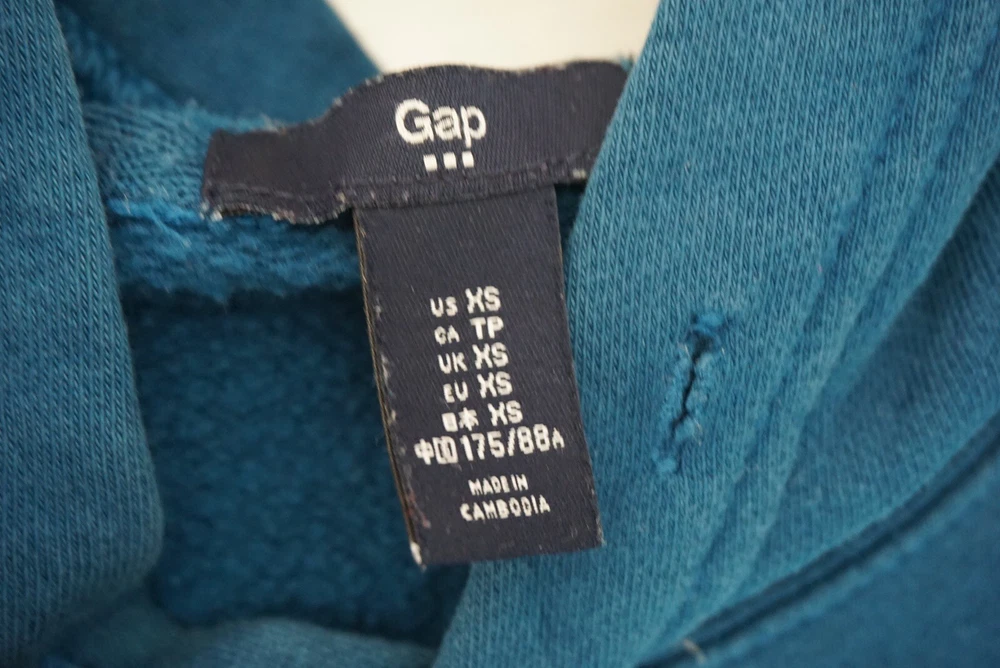 Gap
US XS
CA TP
UK XS
EU XS
日本 XS
中国 175/88A
MADE IN
CAMBODIA